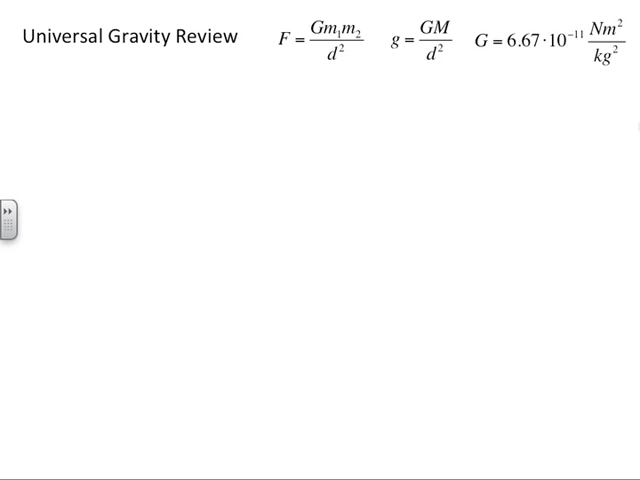 Universal Gravity Review F = Gm₁m₂/d² g = GM/d² G = 6.67·10⁻¹¹ Nm²/kg²